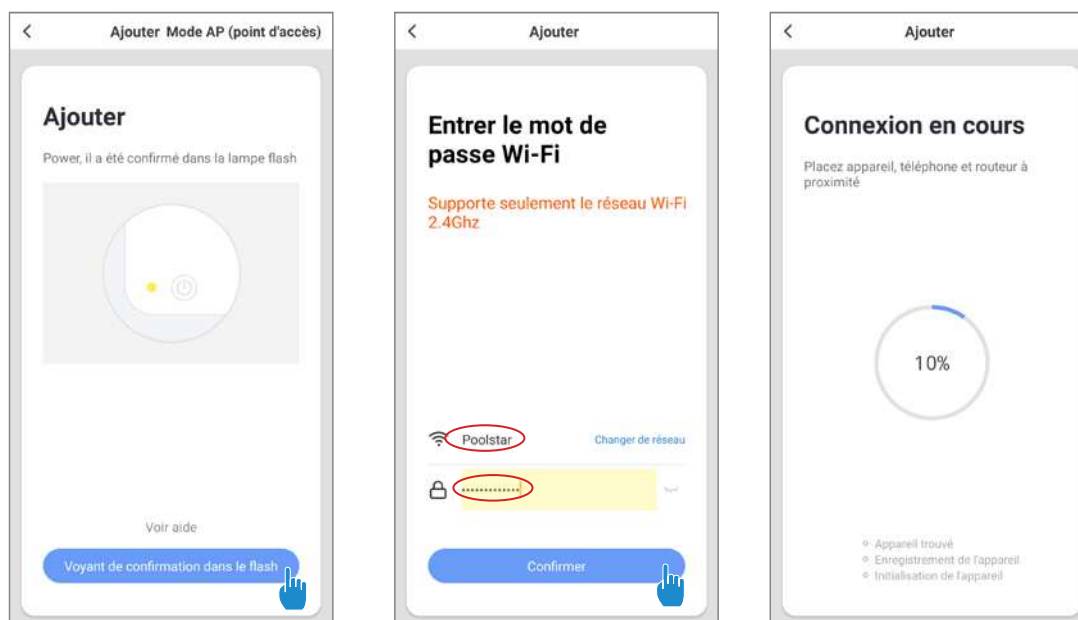 Ajouter Mode AP (point d'accès)
Ajouter
Power, il a été confirmé dans la lampe flash
Voir aide
Voyant de confirmation dans le flash
Ajouter
Entrer le mot de
passe Wi-Fi
Supporte seulement le réseau Wi-Fi
2.4Ghz
Poolstar
Changer de réseau
Confirmer
Ajouter
Connexion en cours
Placez appareil, téléphone et routeur à
proximité
10%
Appareil trouvé
Enregistrement de l'appareil
Initialisation de l'appareil